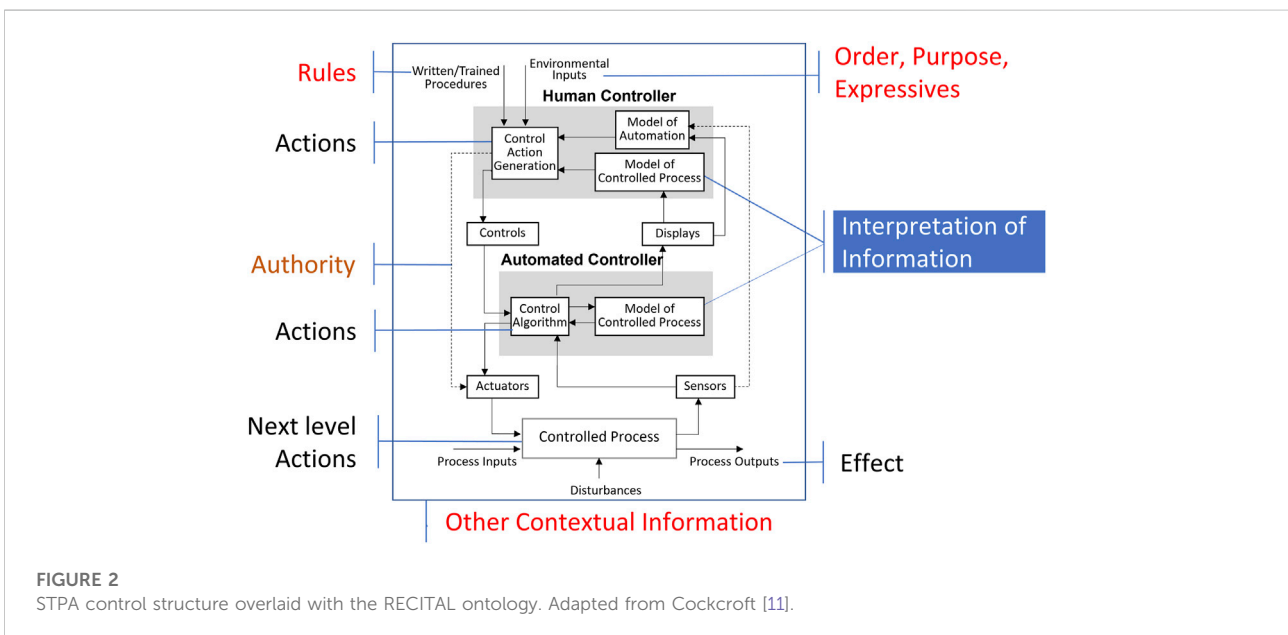 Rules
Written/Trained
Procedures
Environmental
Inputs
Order, Purpose,
Expressives
Human Controller
Actions
Control
Action
Generation
Model of
Automation
Model of
Controlled Process
Interpretation of
Information
Controls
Displays
Authority
Automated Controller
Actions
Control
Algorithm
Model of
Controlled Process
Actuators
Sensors
Next level
Actions
Controlled Process
Process Inputs
Process Outputs
Effect
Disturbances
Other Contextual Information
FIGURE 2
STPA control structure overlaid with the RECITAL ontology. Adapted from Cockcroft [11].